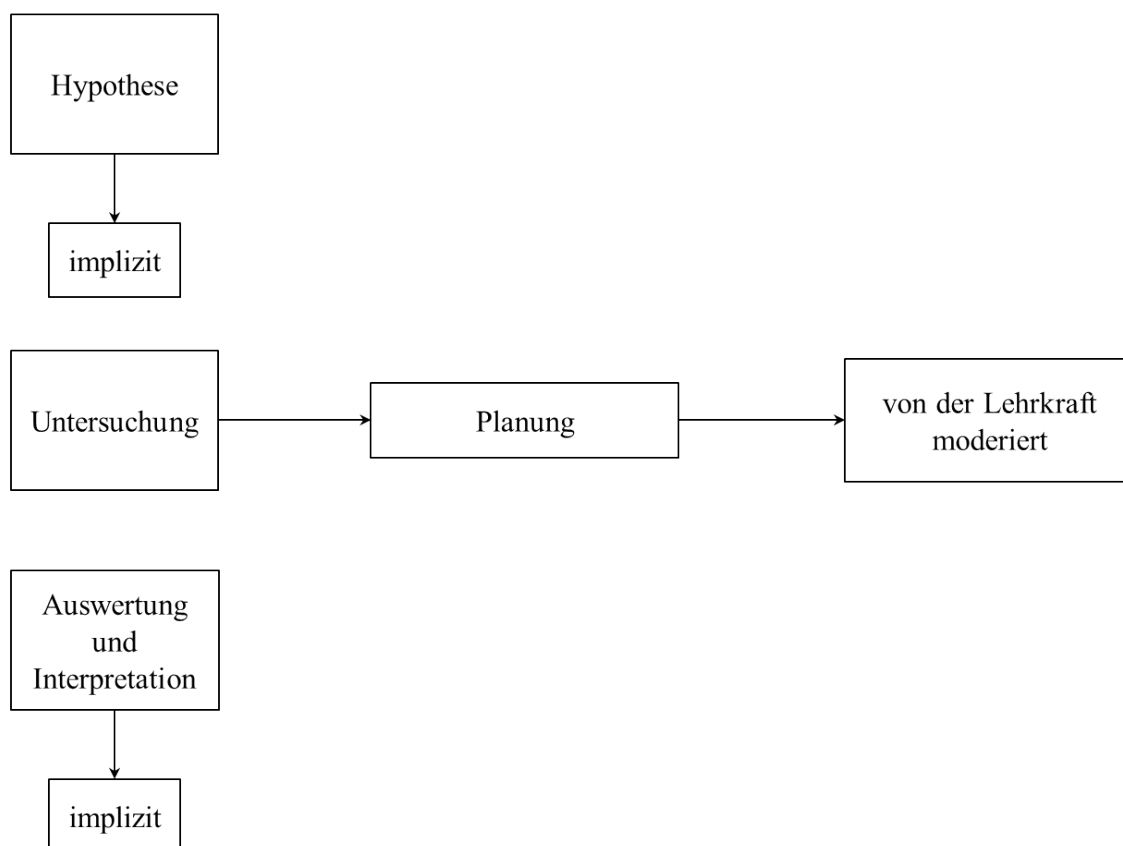 Hypothese
implizit
Untersuchung
Planung
von der Lehrkraft
moderiert
Auswertung
und
Interpretation
implizit